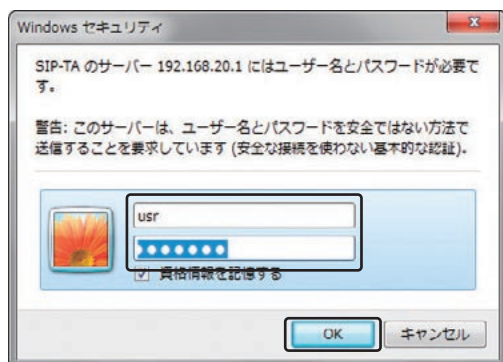 Windows セキュリティ
SIP-TA のサーバー 192.168.20.1 にはユーザー名とパスワードが必要で
す。
警告: このサーバーは、ユーザー名とパスワードを安全ではない方法で
送信することを要求しています (安全な接続を使わない基本的な認証)。
usr
●●●●●●●
資格情報を記憶する
OK
キャンセル